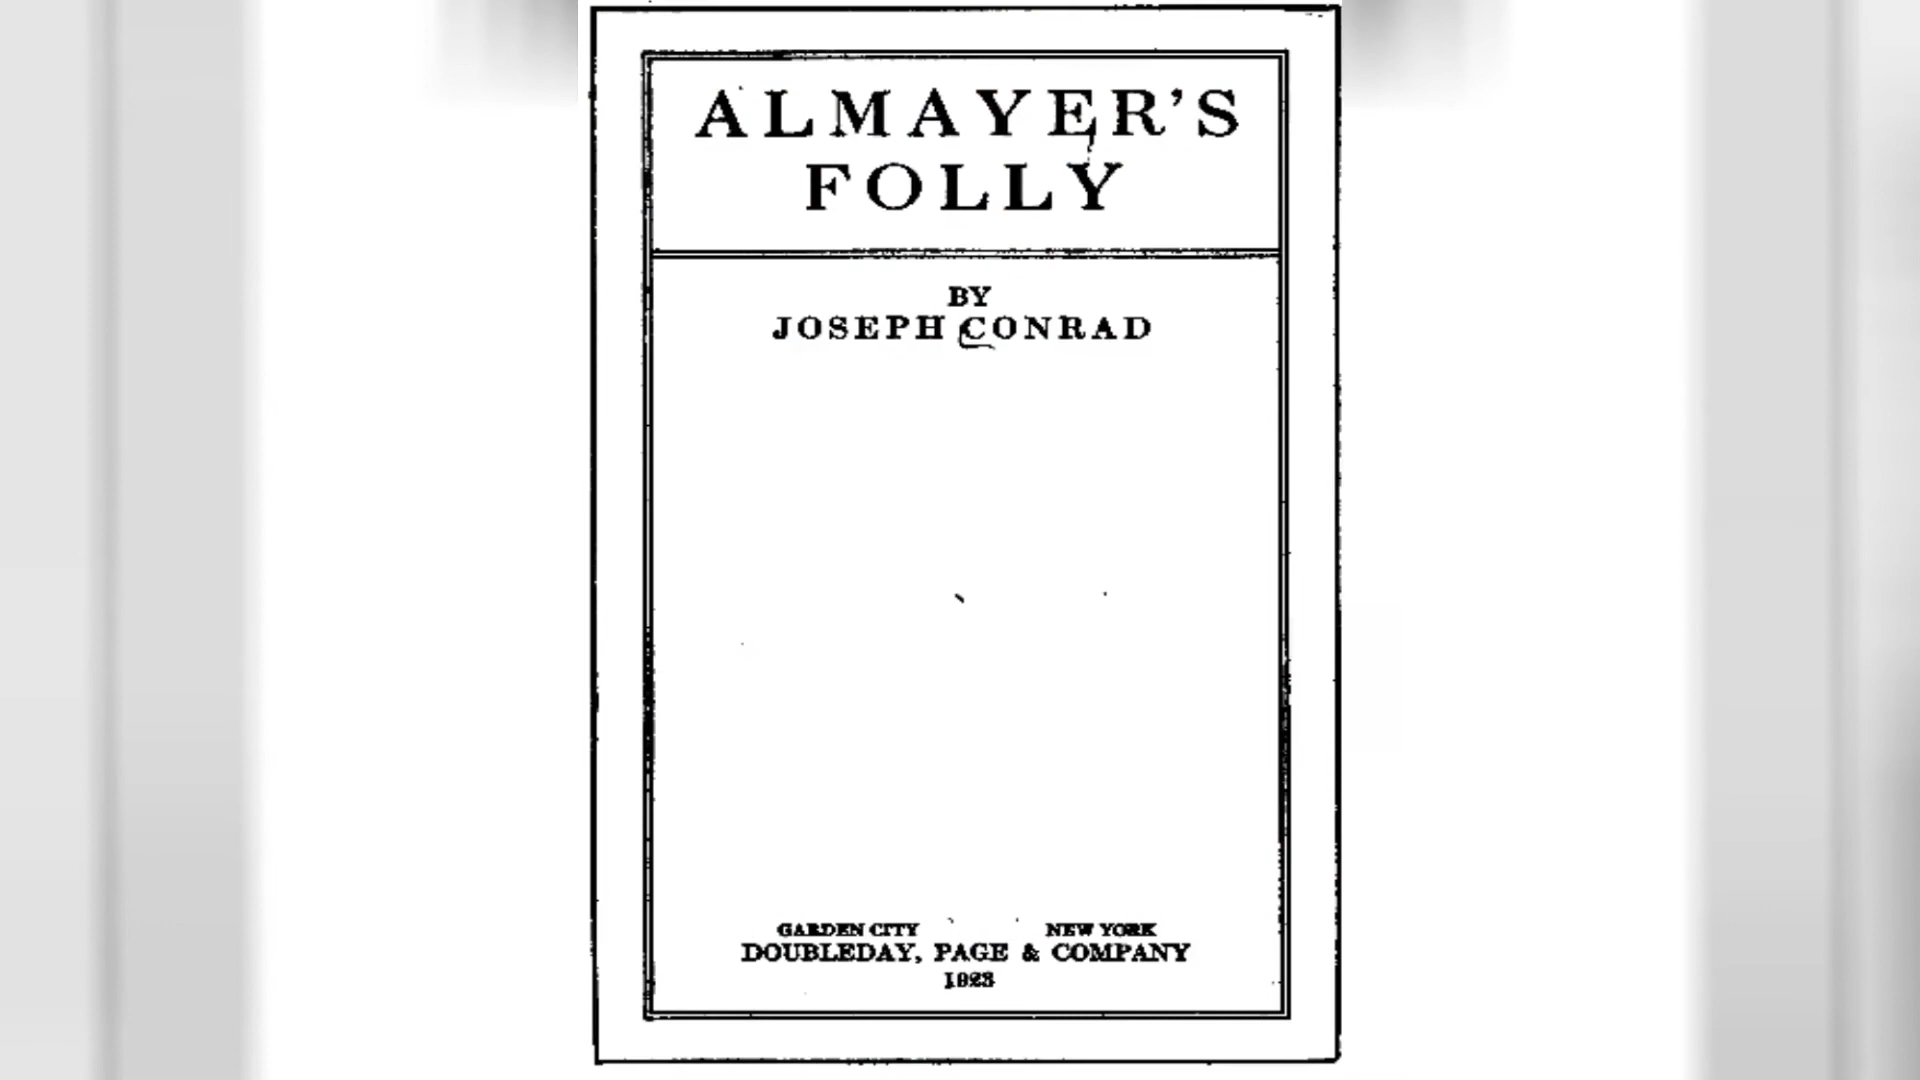 ALMAYER'S
FOLLY
BY
JOSEPH CONRAD
GARDEN CITY NEW YORK
DOUBLEDAY, PAGE & COMPANY
1923